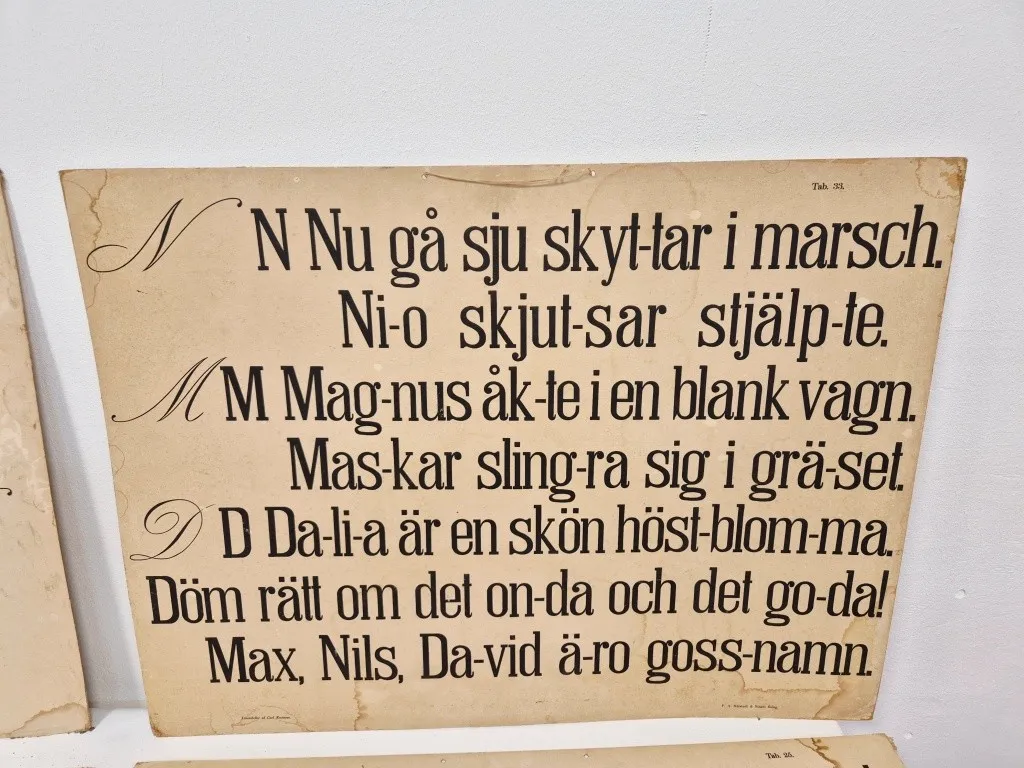 Tab. 33.
N N Nu gå sju skyt-tar i marsch.
Ni-o skjut-sar stjälp-te.
M M Mag-nus åk-te i en blank vagn.
Mas-kar sling-ra sig i grä-set.
D D Da-li-a är en skön höst-blom-ma.
Döm rätt om det on-da och det go-da!
Max, Nils, Da-vid ä-ro goss-namn.
Tab. 25.